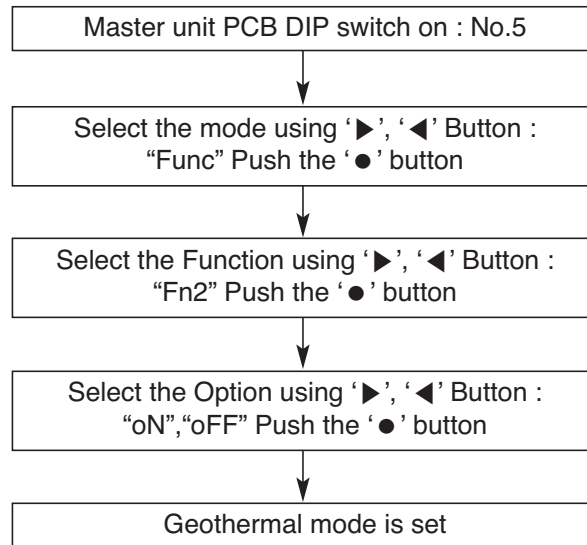 Master unit PCB DIP switch on : No.5
Select the mode using ‘▶’, ‘◀’ Button :
“Func” Push the ‘●’ button
Select the Function using ‘▶’, ‘◀’ Button :
“Fn2” Push the ‘●’ button
Select the Option using ‘▶’, ‘◀’ Button :
“oN”,“oFF” Push the ‘●’ button
Geothermal mode is set